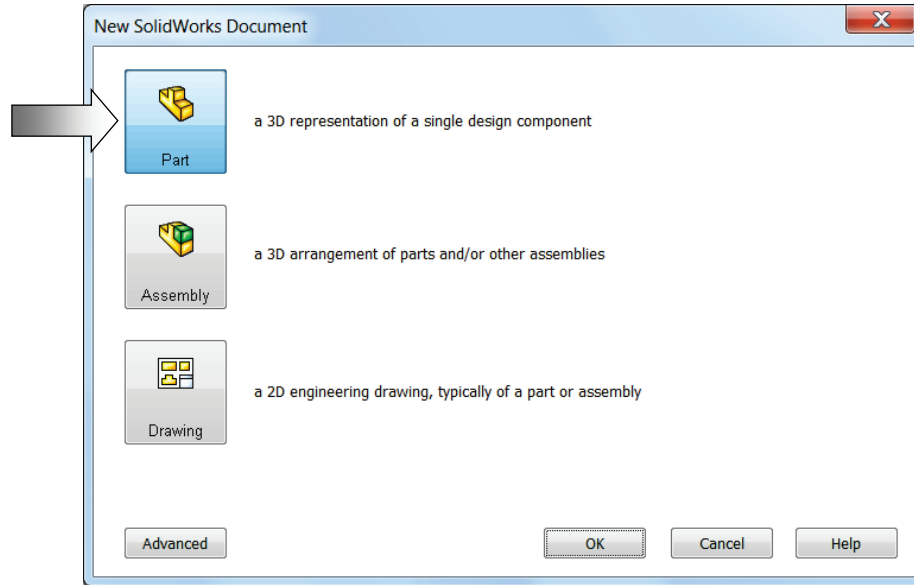 New SolidWorks Document
Part
a 3D representation of a single design component
Assembly
a 3D arrangement of parts and/or other assemblies
Drawing
a 2D engineering drawing, typically of a part or assembly
Advanced
OK
Cancel
Help